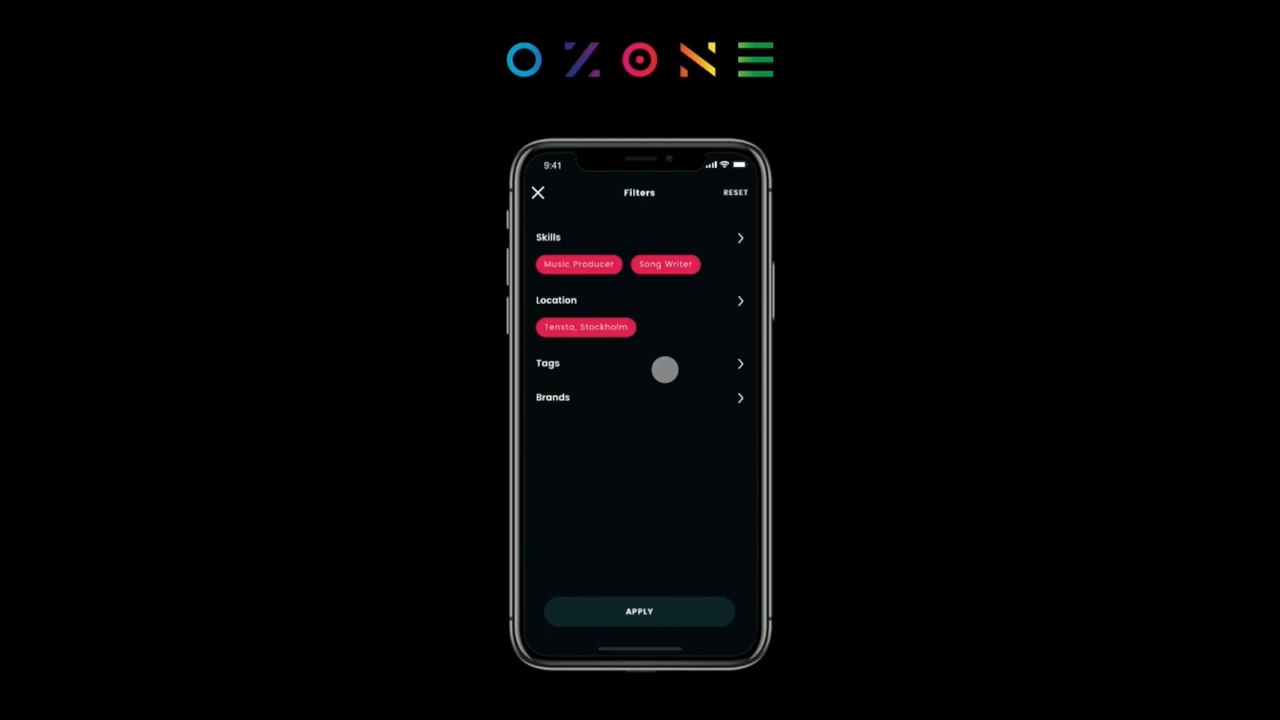 OZONE
9:41
Filters
RESET
Skills
Music Producer Song Writer
Location
Tensta, Stockholm
Tags
Brands
APPLY